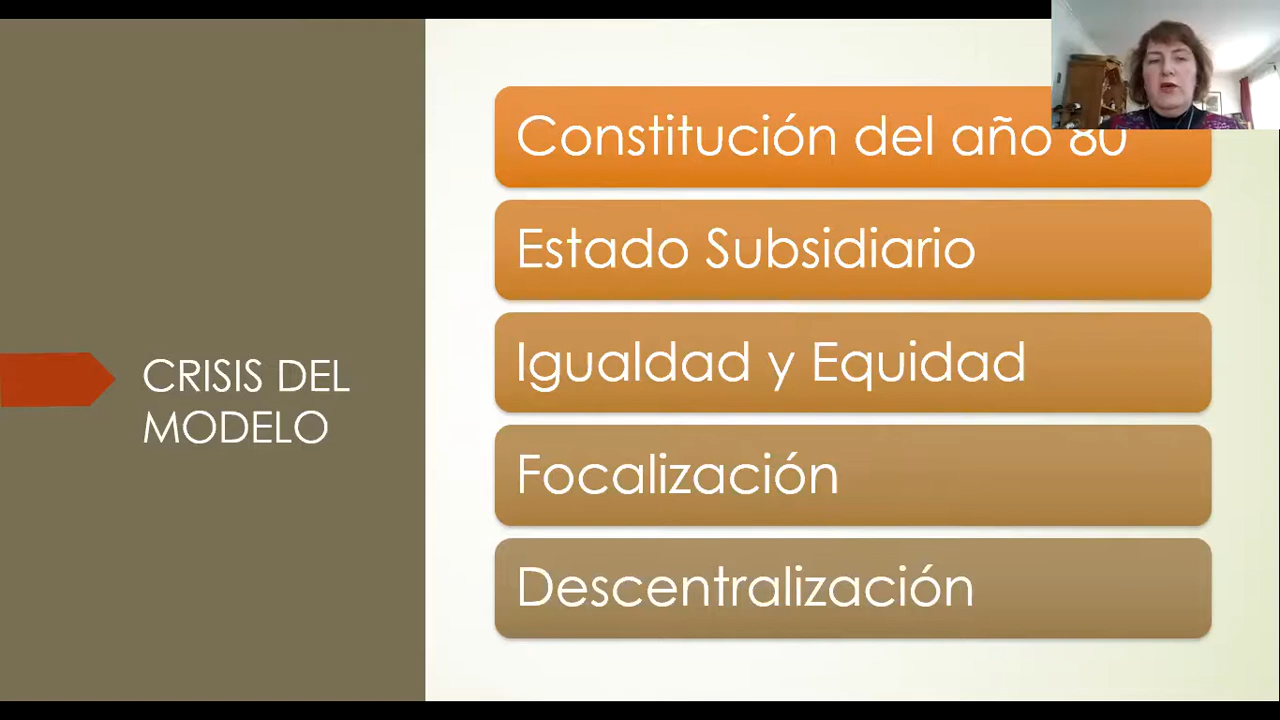 CRISIS DEL
MODELO
Constitución del año 80
Estado Subsidiario
Igualdad y Equidad
Focalización
Descentralización